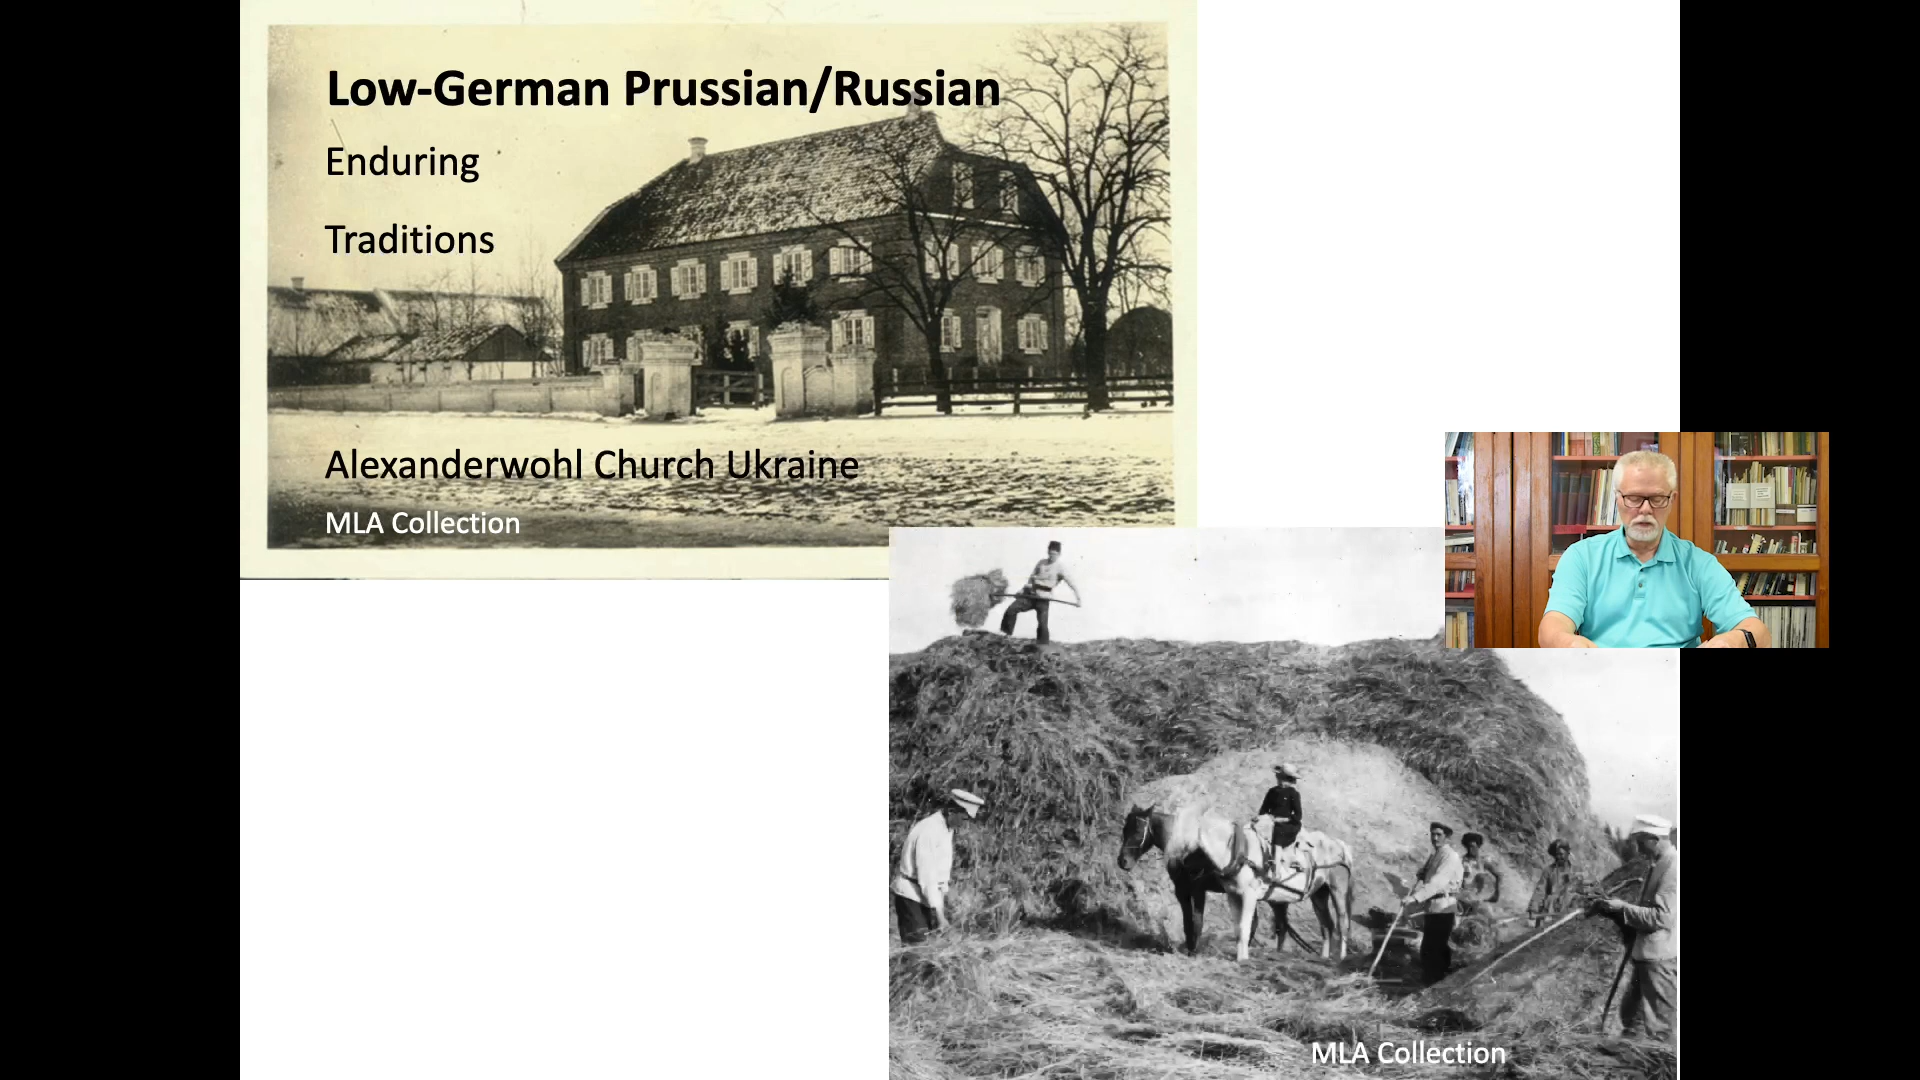 Low-German Prussian/Russian
Enduring
Traditions
Alexanderwohl Church Ukraine
MLA Collection
MLA Collection